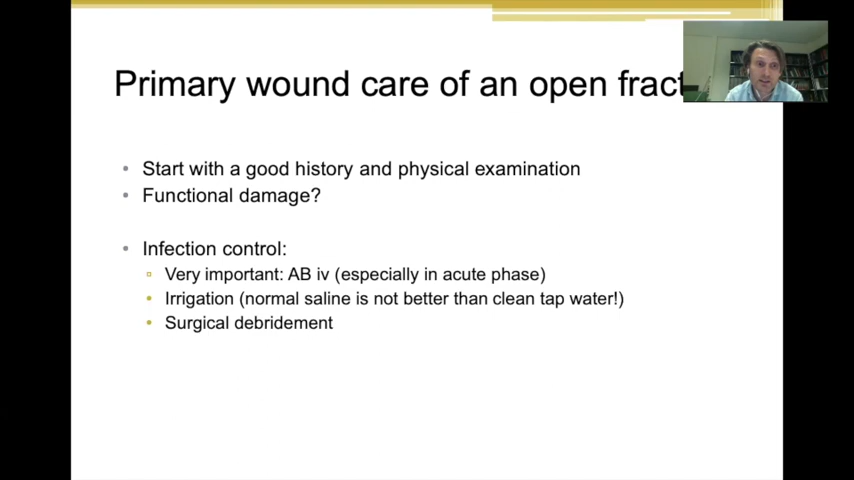 Primary wound care of an open fract
Start with a good history and physical examination
Functional damage?
Infection control:
Very important: AB iv (especially in acute phase)
Irrigation (normal saline is not better than clean tap water!)
Surgical debridement